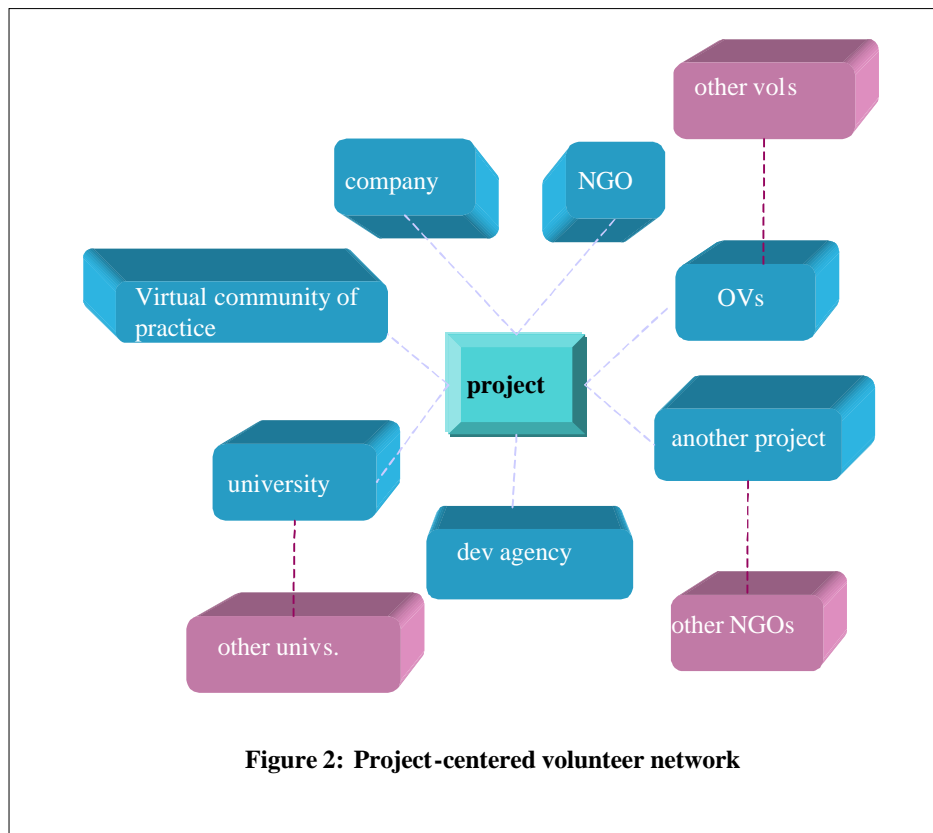 other vols
company
NGO
Virtual community of
practice
OVs
project
another project
university
dev agency
other NGOs
other univs.
Figure 2: Project-centered volunteer network